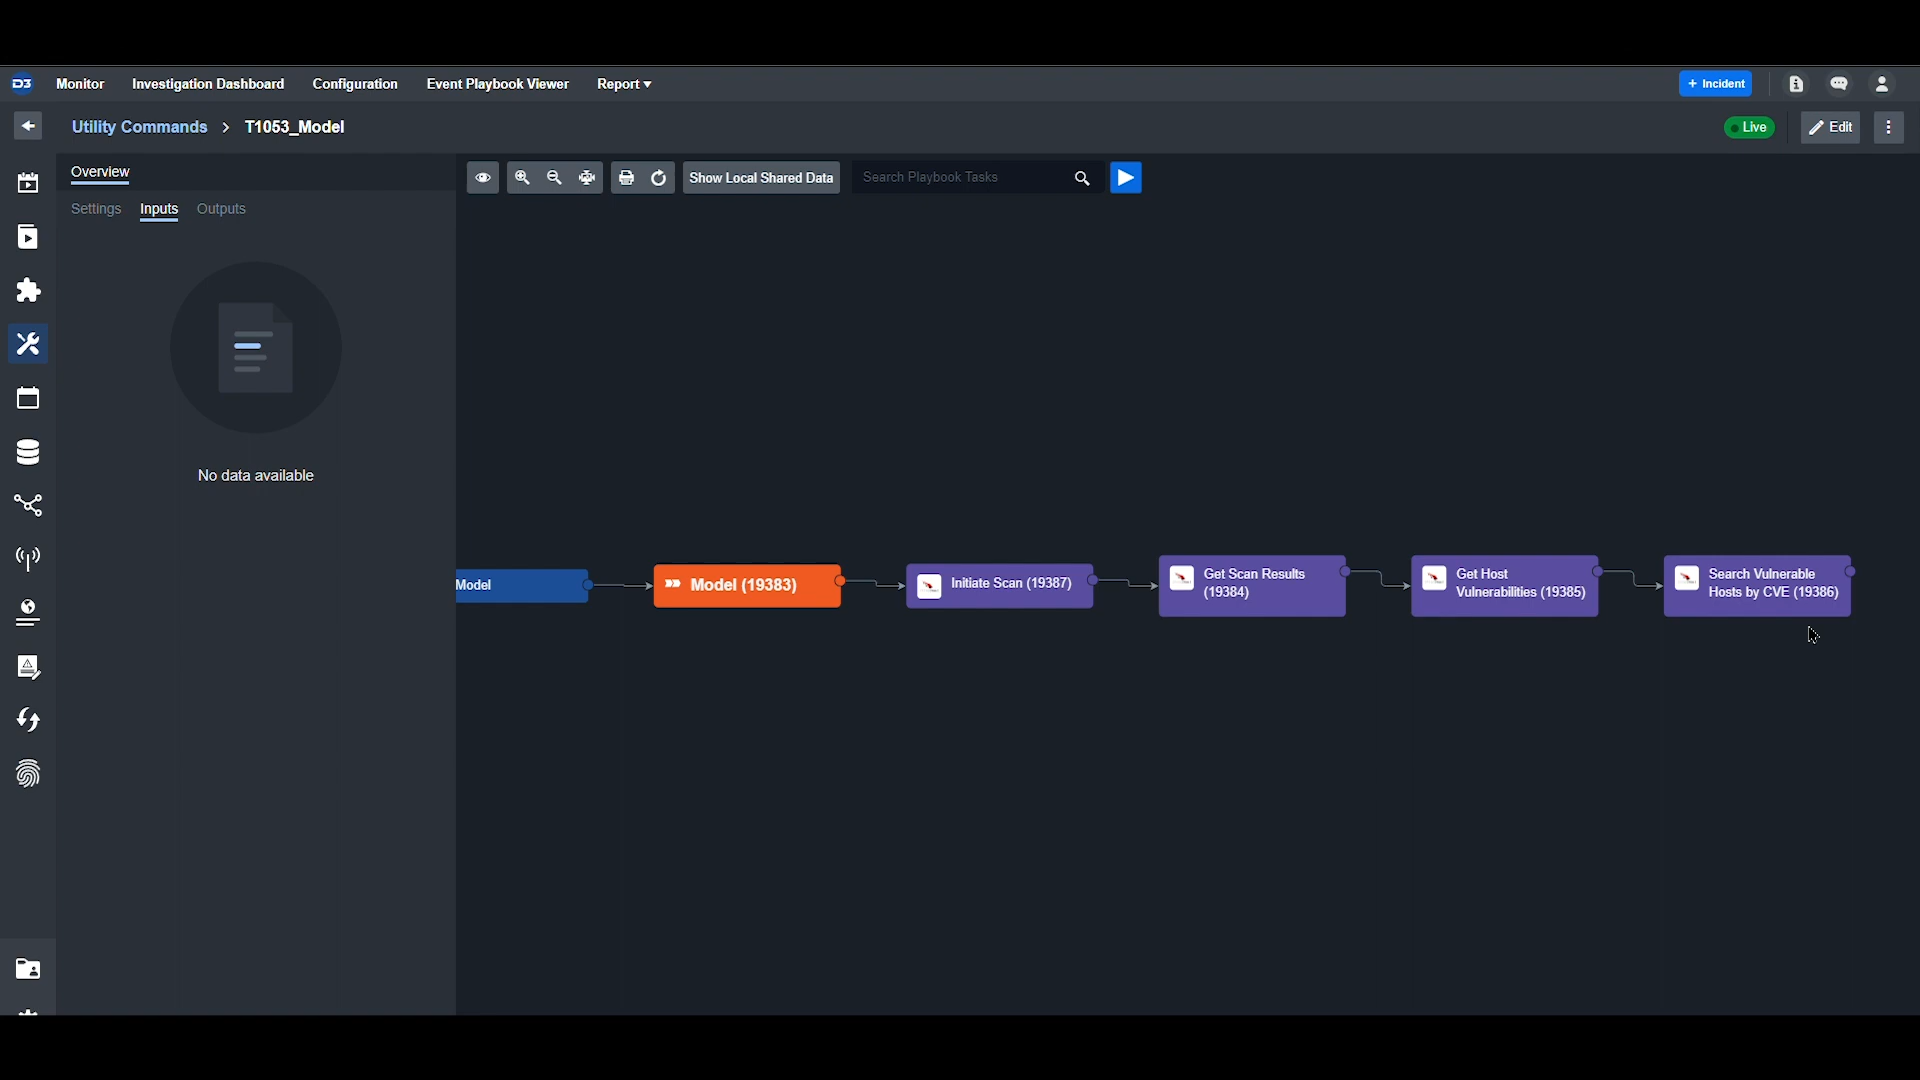 D3 Monitor Investigation Dashboard Configuration Event Playbook Viewer Report + Incident
Utility Commands > T1053_Model Live Edit
Overview
Show Local Shared Data Search Playbook Tasks
Settings Inputs Outputs
No data available
Model
Model (19383)
Initiate Scan (19387)
Get Scan Results
(19384)
Get Host
Vulnerabilities (19385)
Search Vulnerable
Hosts by CVE (19386)